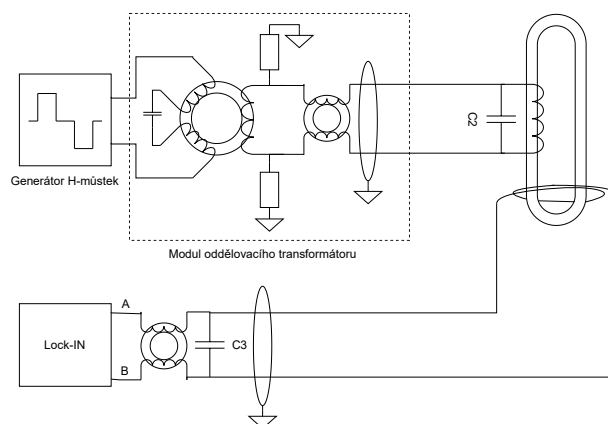 Generátor H-můstek
C2
Modul oddělovacího transformátoru
A
Lock-IN
C3
B